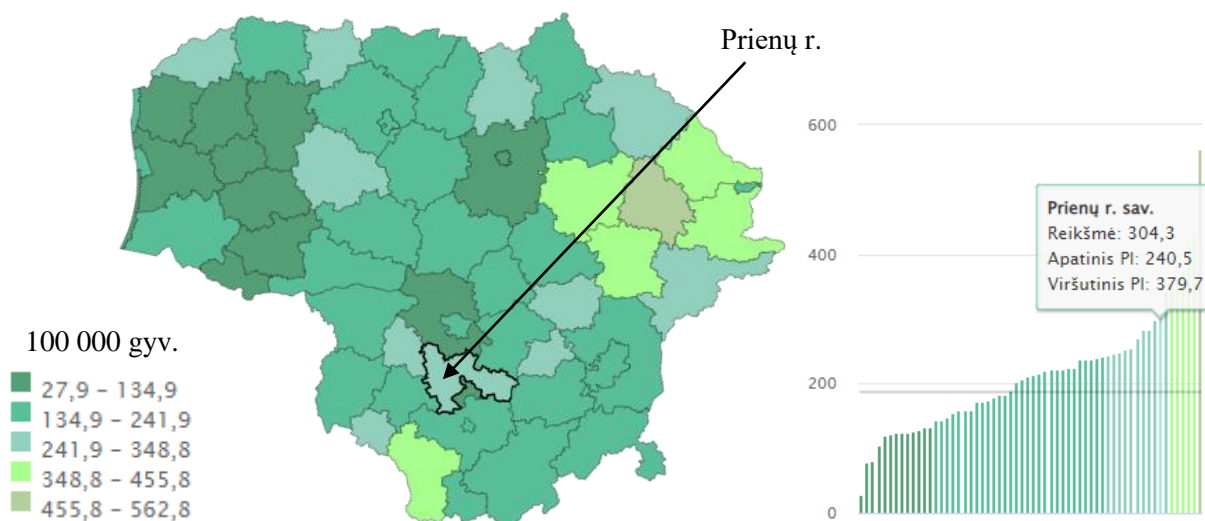 Prienų r.
100 000 gyv.
27,9 – 134,9
134,9 – 241,9
241,9 – 348,8
348,8 – 455,8
455,8 – 562,8
600
400
200
0
Prienų r. sav.
Reikšmė: 304,3
Apatinis PI: 240,5
Viršutinis PI: 379,7